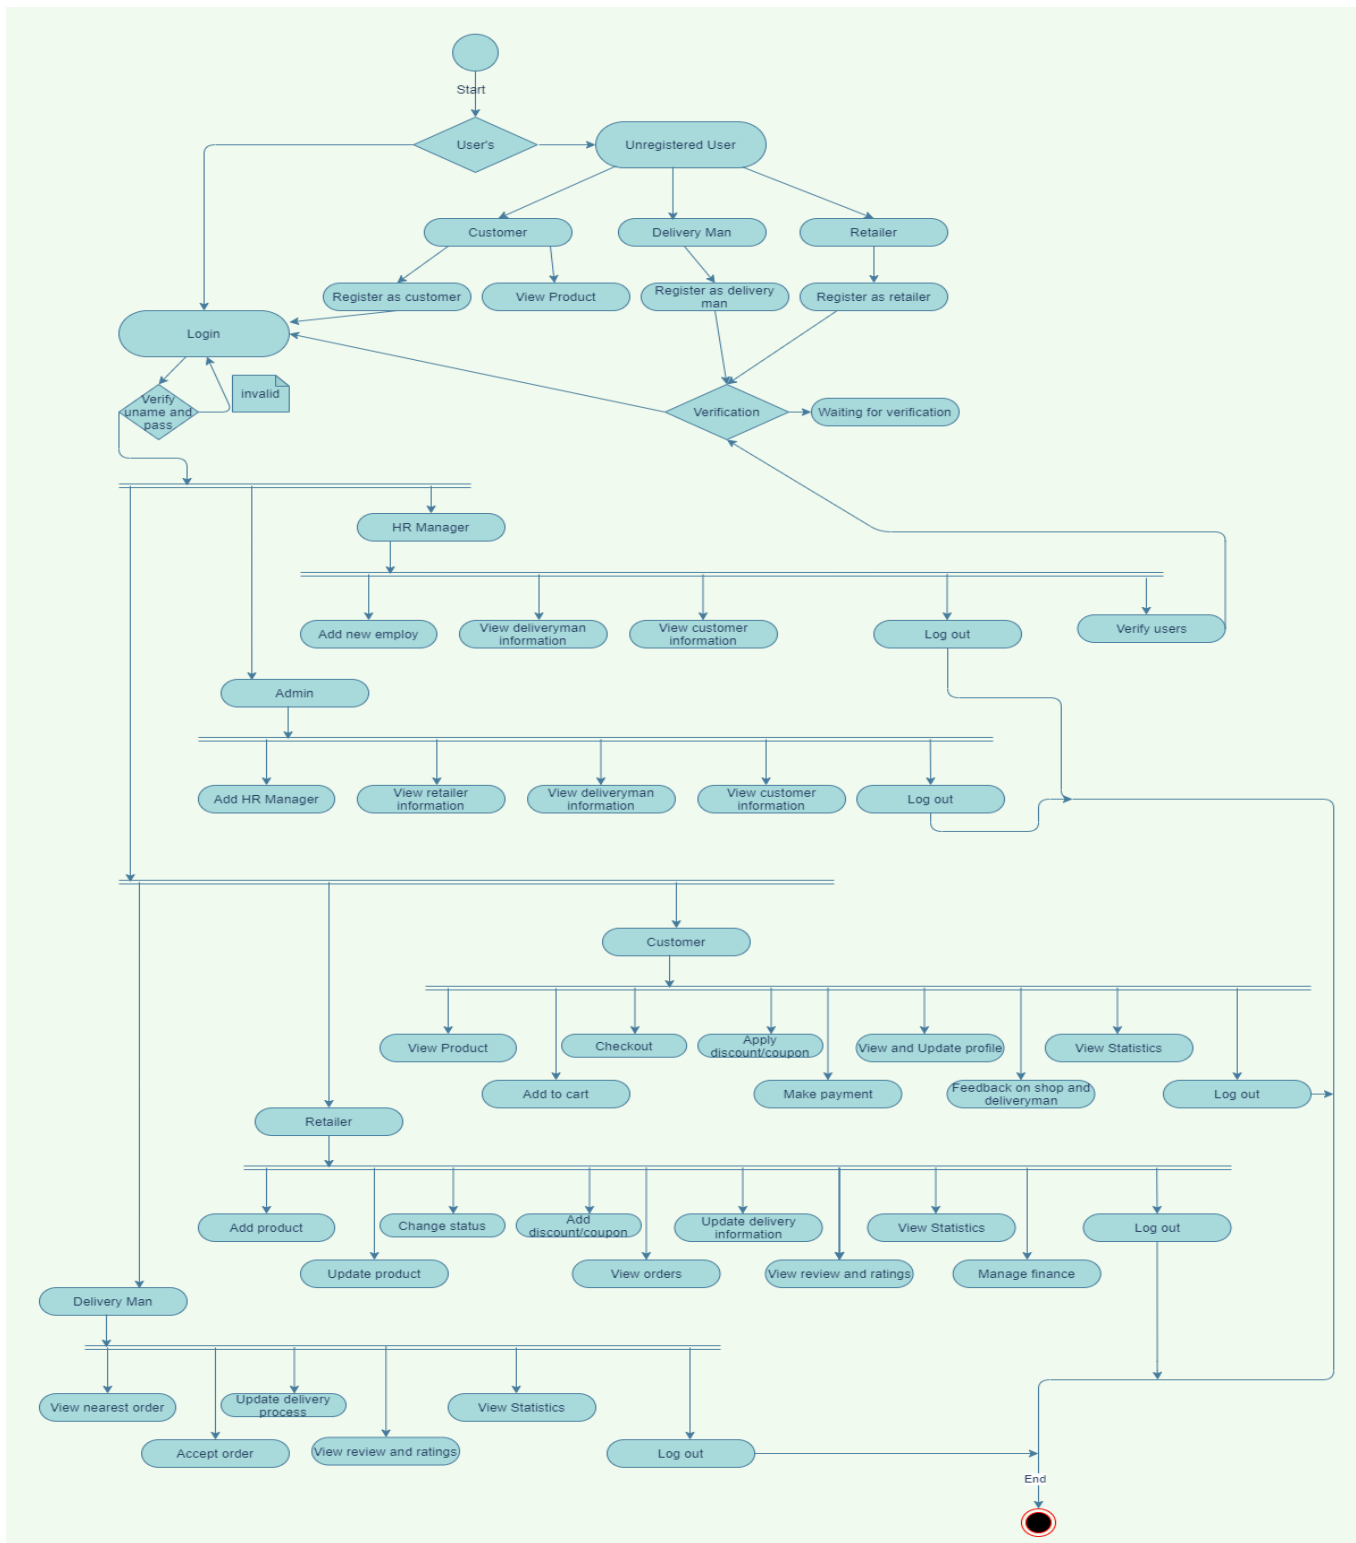 Start
User's
Unregistered User
Customer
Delivery Man
Retailer
Register as customer
View Product
Register as delivery
man
Register as retailer
Login
invalid
Verify
uname and
pass
Verification
Waiting for verification
HR Manager
Add new employ
View deliveryman
information
View customer
information
Log out
Verify users
Admin
Add HR Manager
View retailer
information
View deliveryman
information
View customer
information
Log out
Customer
View Product
Checkout
Apply
discount/coupon
View and Update profile
View Statistics
Add to cart
Make payment
Feedback on shop and
deliveryman
Log out
Retailer
Add product
Change status
Add
discount/coupon
Update delivery
information
View Statistics
Log out
Update product
View orders
View review and ratings
Manage finance
Delivery Man
View nearest order
Update delivery
process
View Statistics
Accept order
View review and ratings
Log out
End